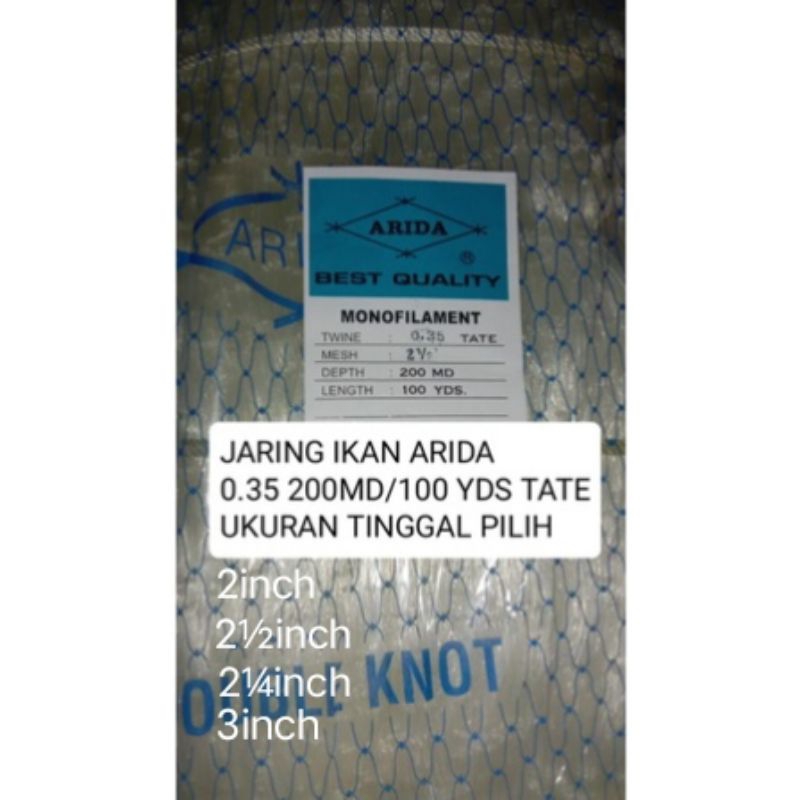 ARIDA
®
BEST QUALITY
MONOFILAMENT
TWINE : 0.35 TATE
MESH : 2½"
DEPTH : 200 MD
LENGTH : 100 YDS.
JARING IKAN ARIDA
0.35 200MD/100 YDS TATE
UKURAN TINGGAL PILIH
2inch
2½inch
2¼inch
3inch
KNOT